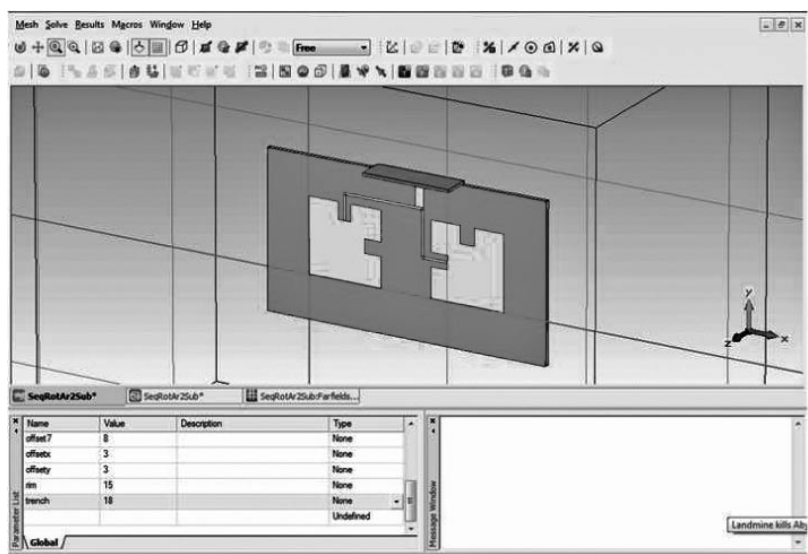 Mesh Solve Results Macros Window Help
Free
y
z
x
SeqRotAr2Sub*
SeqRotAr2Sub*
SeqRotAr2Sub:Farfields...
Name Value Description Type
offset7 8 None
offsetx 3 None
offsety 3 None
rim 15 None
trench 18 None
Undefined
Global
Parameter List
Message Window
Landmine kills Aby